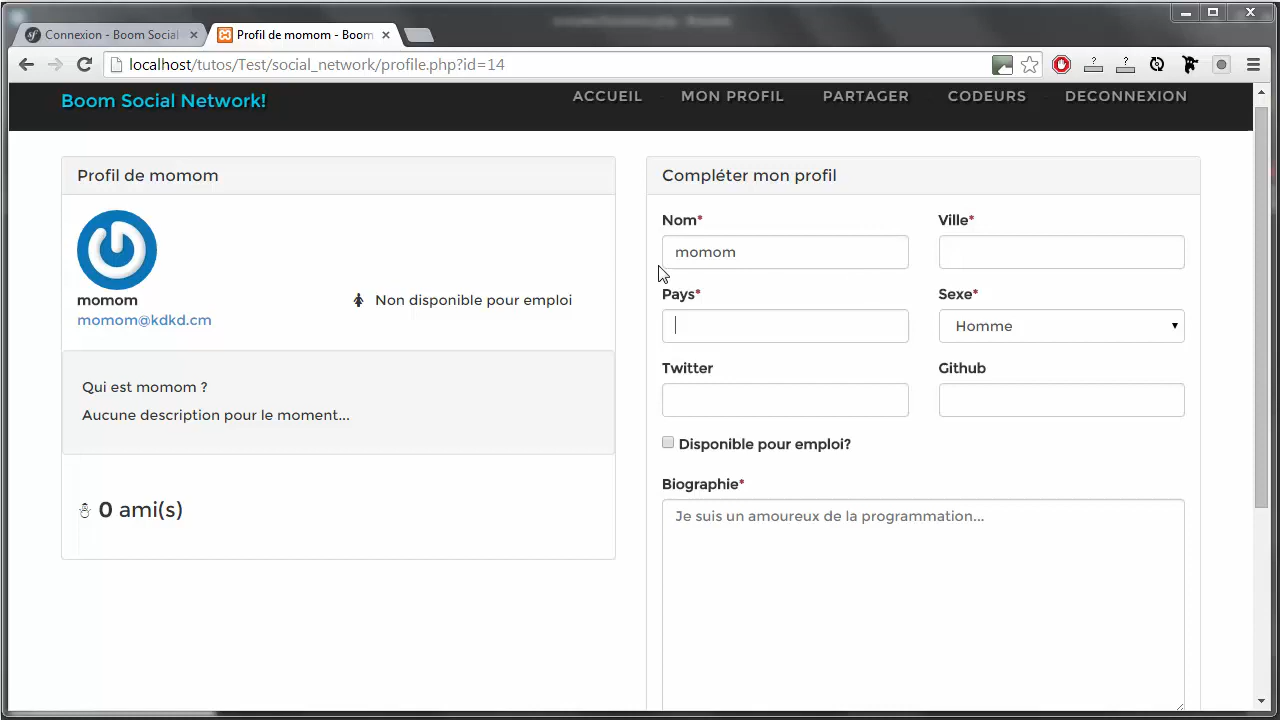 Connexion - Boom Social
Profil de momom - Boom
localhost/tutos/Test/social_network/profile.php?id=14
Boom Social Network!
ACCUEIL
MON PROFIL
PARTAGER
CODEURS
DECONNEXION
Profil de momom
momom
momom@kdkd.cm
Non disponible pour emploi
Qui est momom ?
Aucune description pour le moment...
0 ami(s)
Compléter mon profil
Nom*
Ville*
momom
Pays*
Sexe*
Homme
Twitter
Github
Disponible pour emploi?
Biographie*
Je suis un amoureux de la programmation...